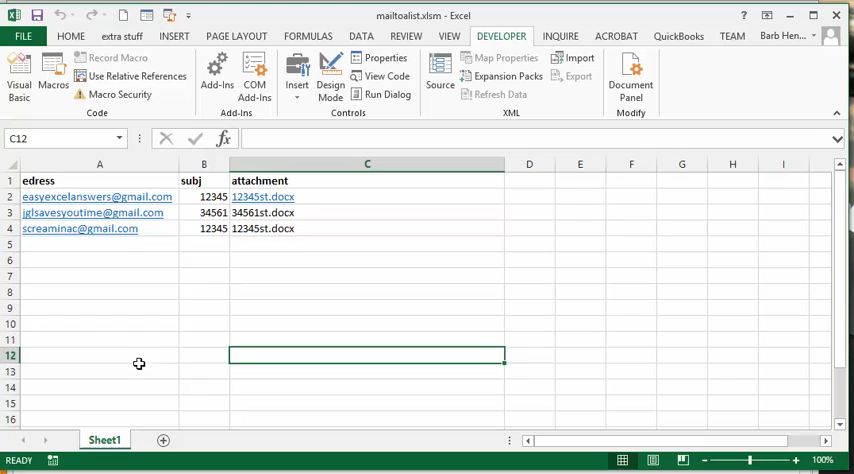 mailtoalist.xlsm - Excel
FILE HOME extra stuff INSERT PAGE LAYOUT FORMULAS DATA REVIEW VIEW DEVELOPER INQUIRE ACROBAT QuickBooks TEAM Barb Hen...
Visual Basic
Macros
Record Macro
Use Relative References
Macro Security
Code
Add-Ins
COM Add-Ins
Add-Ins
Insert
Design Mode
Properties
View Code
Run Dialog
Controls
Source
Map Properties
Expansion Packs
Refresh Data
Import
Export
XML
Document Panel
Modify
C12 fx
A B C D E F G H I
1 edress subj attachment
2 easyexcelanswers@gmail.com 12345 12345st.docx
3 jglsavesyoutime@gmail.com 34561 34561st.docx
4 screaminac@gmail.com 12345 12345st.docx
5
6
7
8
9
10
11
12
13
14
15
16
Sheet1
READY 100%